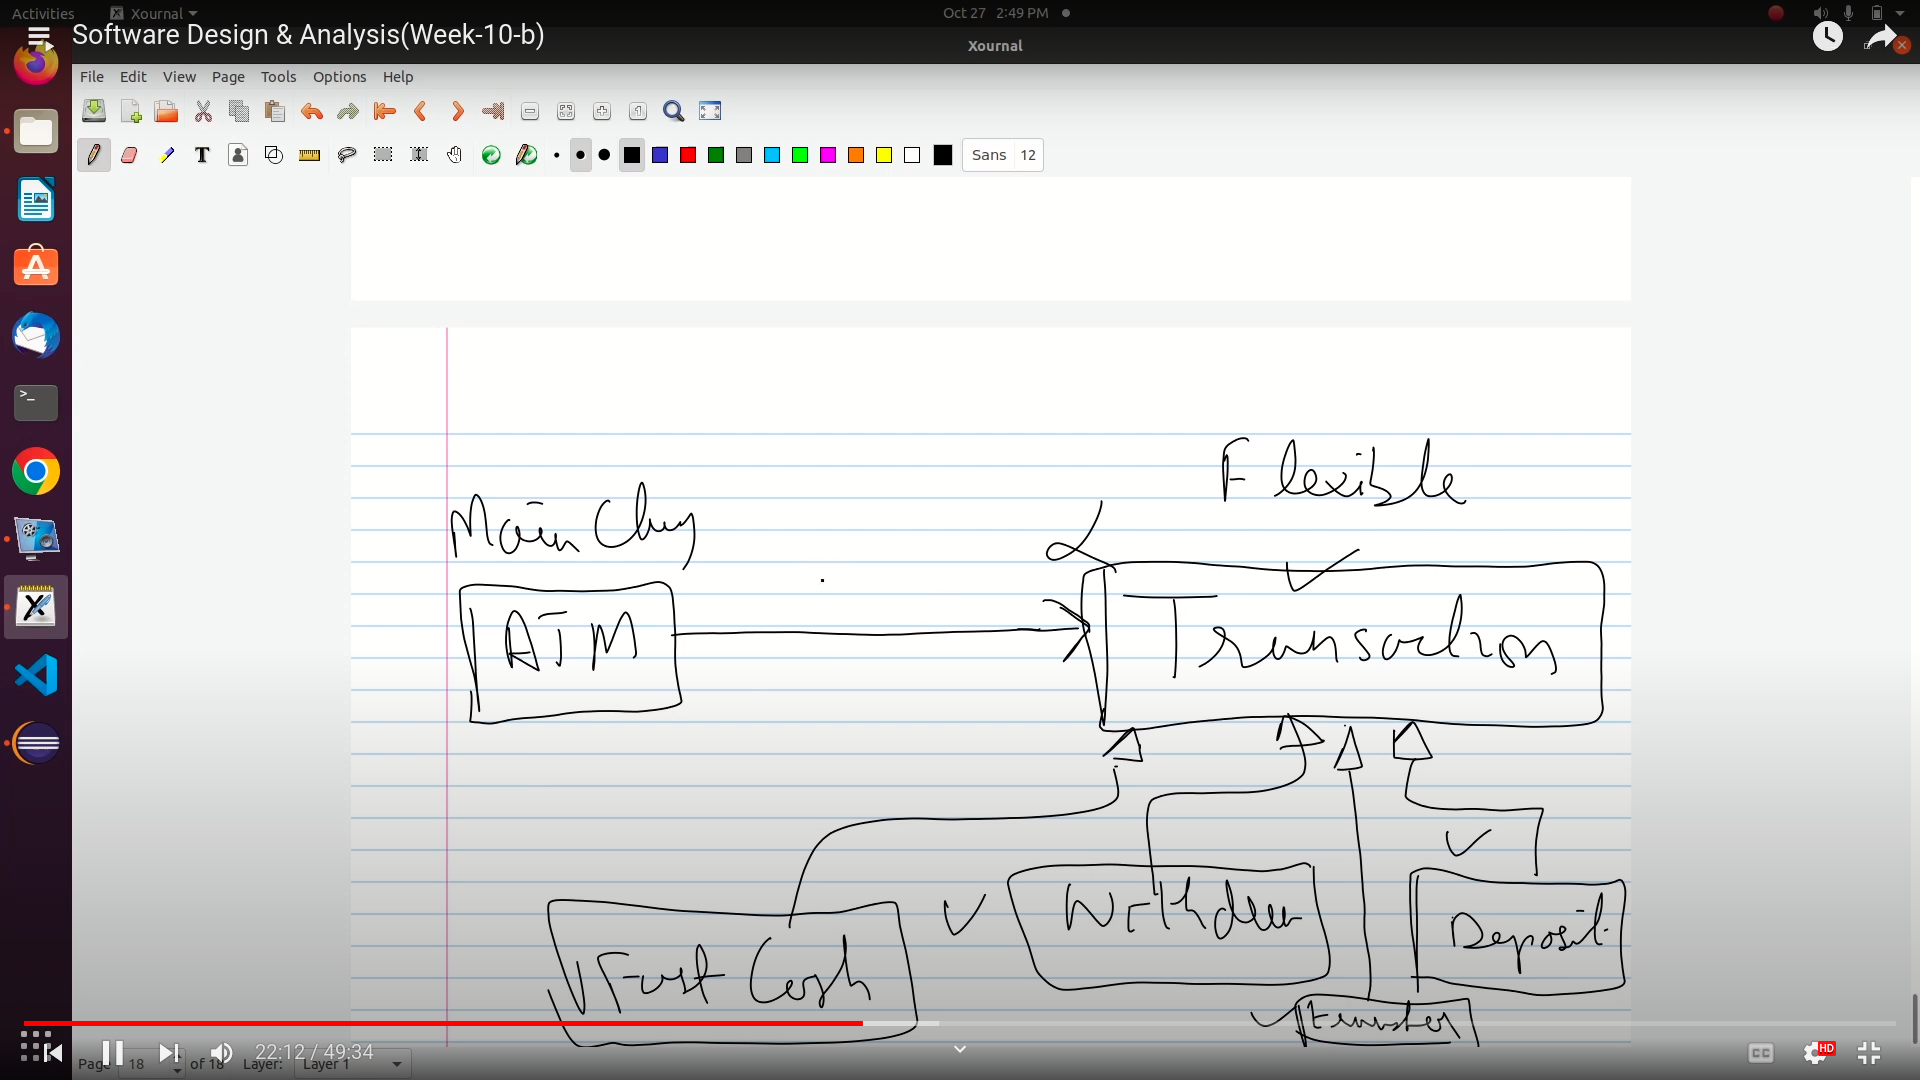 Activities Xournal Oct 27 2:49 PM
Software Design & Analysis(Week-10-b)
Xournal
File Edit View Page Tools Options Help
Sans 12
Flexible
Main
ATM
Transaction
Withdraw
Deposit
Fast Cash
22:12 / 49:34
CC HD
Page 18 of 18 Layer: Layer 1